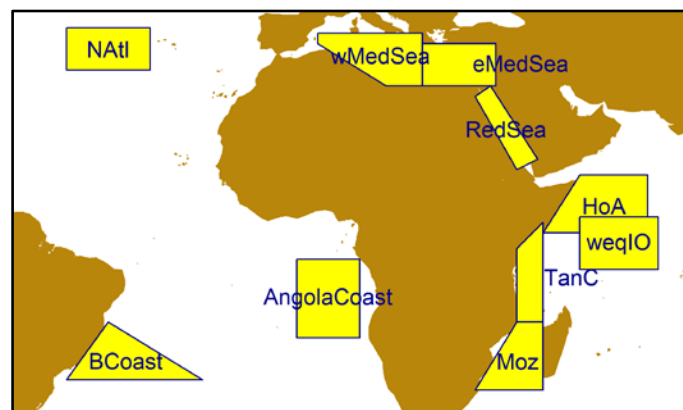 NAtl
wMedSea
eMedSea
RedSea
HoA
weqIO
TanC
AngolaCoast
BCoast
Moz